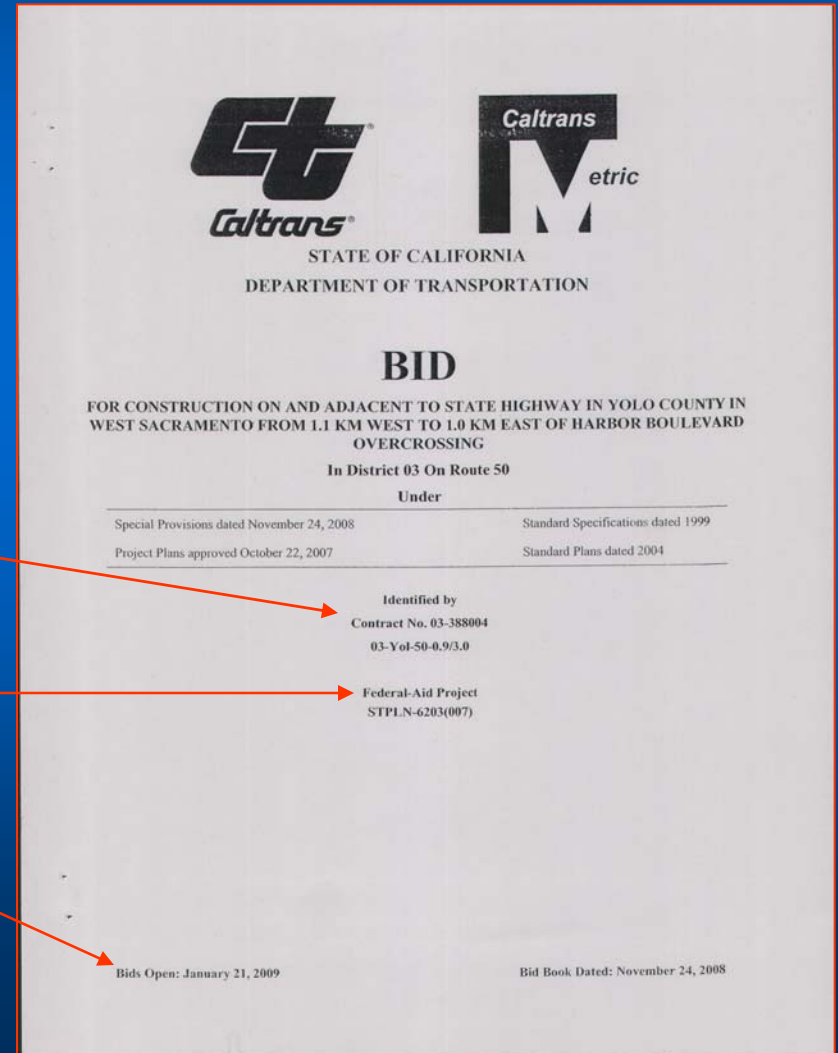 Caltrans
Caltrans
etric
STATE OF CALIFORNIA
DEPARTMENT OF TRANSPORTATION
BID
FOR CONSTRUCTION ON AND ADJACENT TO STATE HIGHWAY IN YOLO COUNTY IN
WEST SACRAMENTO FROM 1.1 KM WEST TO 1.0 KM EAST OF HARBOR BOULEVARD
OVERCROSSING
In District 03 On Route 50
Under
Special Provisions dated November 24, 2008 Standard Specifications dated 1999
Project Plans approved October 22, 2007 Standard Plans dated 2004
Identified by
Contract No. 03-388004
03-Yol-50-0.9/3.0
Federal-Aid Project
STPLN-6203(007)
Bids Open: January 21, 2009 Bid Book Dated: November 24, 2008